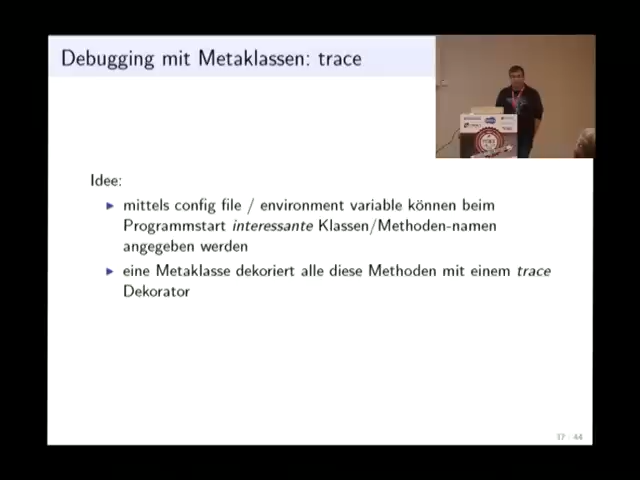 Debugging mit Metaklassen: trace
Idee:
▶ mittels config file / environment variable können beim
Programmstart interessante Klassen/Methoden-namen
angegeben werden
▶ eine Metaklasse dekoriert alle diese Methoden mit einem trace
Dekorator
37 / 44